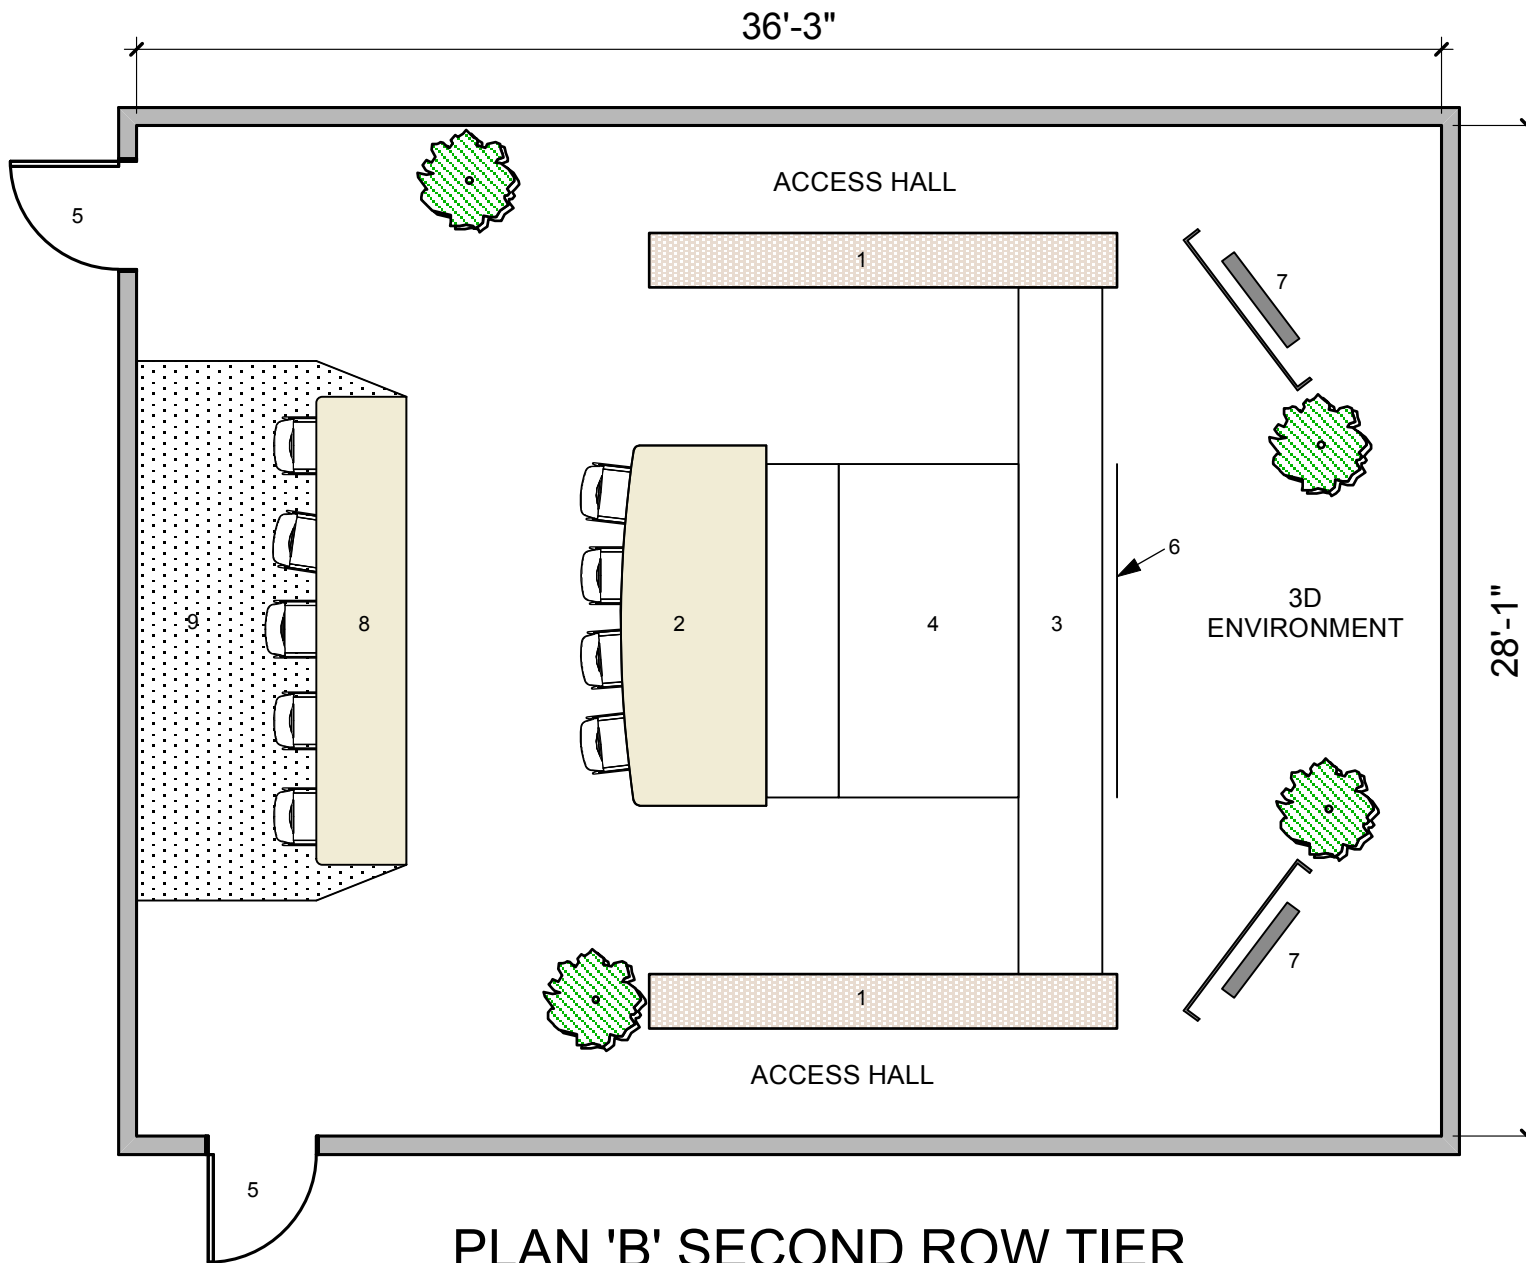 36'-3"
ACCESS HALL
5
1
7
6
3D
ENVIRONMENT
28'-1"
9
8
2
4
3
7
1
ACCESS HALL
5
PLAN 'B' SECOND ROW TIER